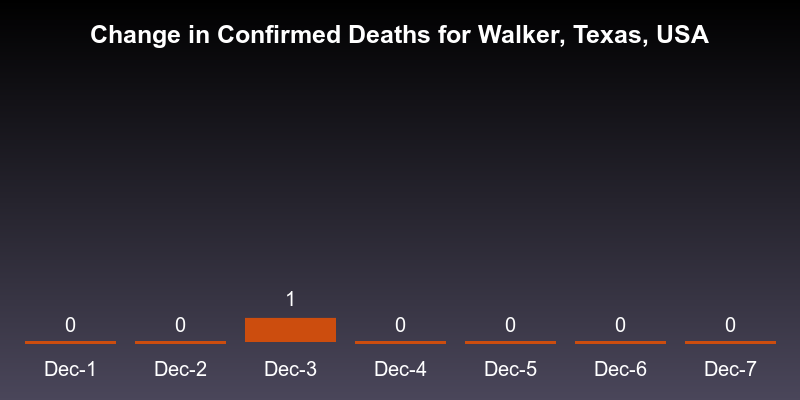 Change in Confirmed Deaths for Walker, Texas, USA
1
0 0 0 0 0 0
Dec-1 Dec-2 Dec-3 Dec-4 Dec-5 Dec-6 Dec-7